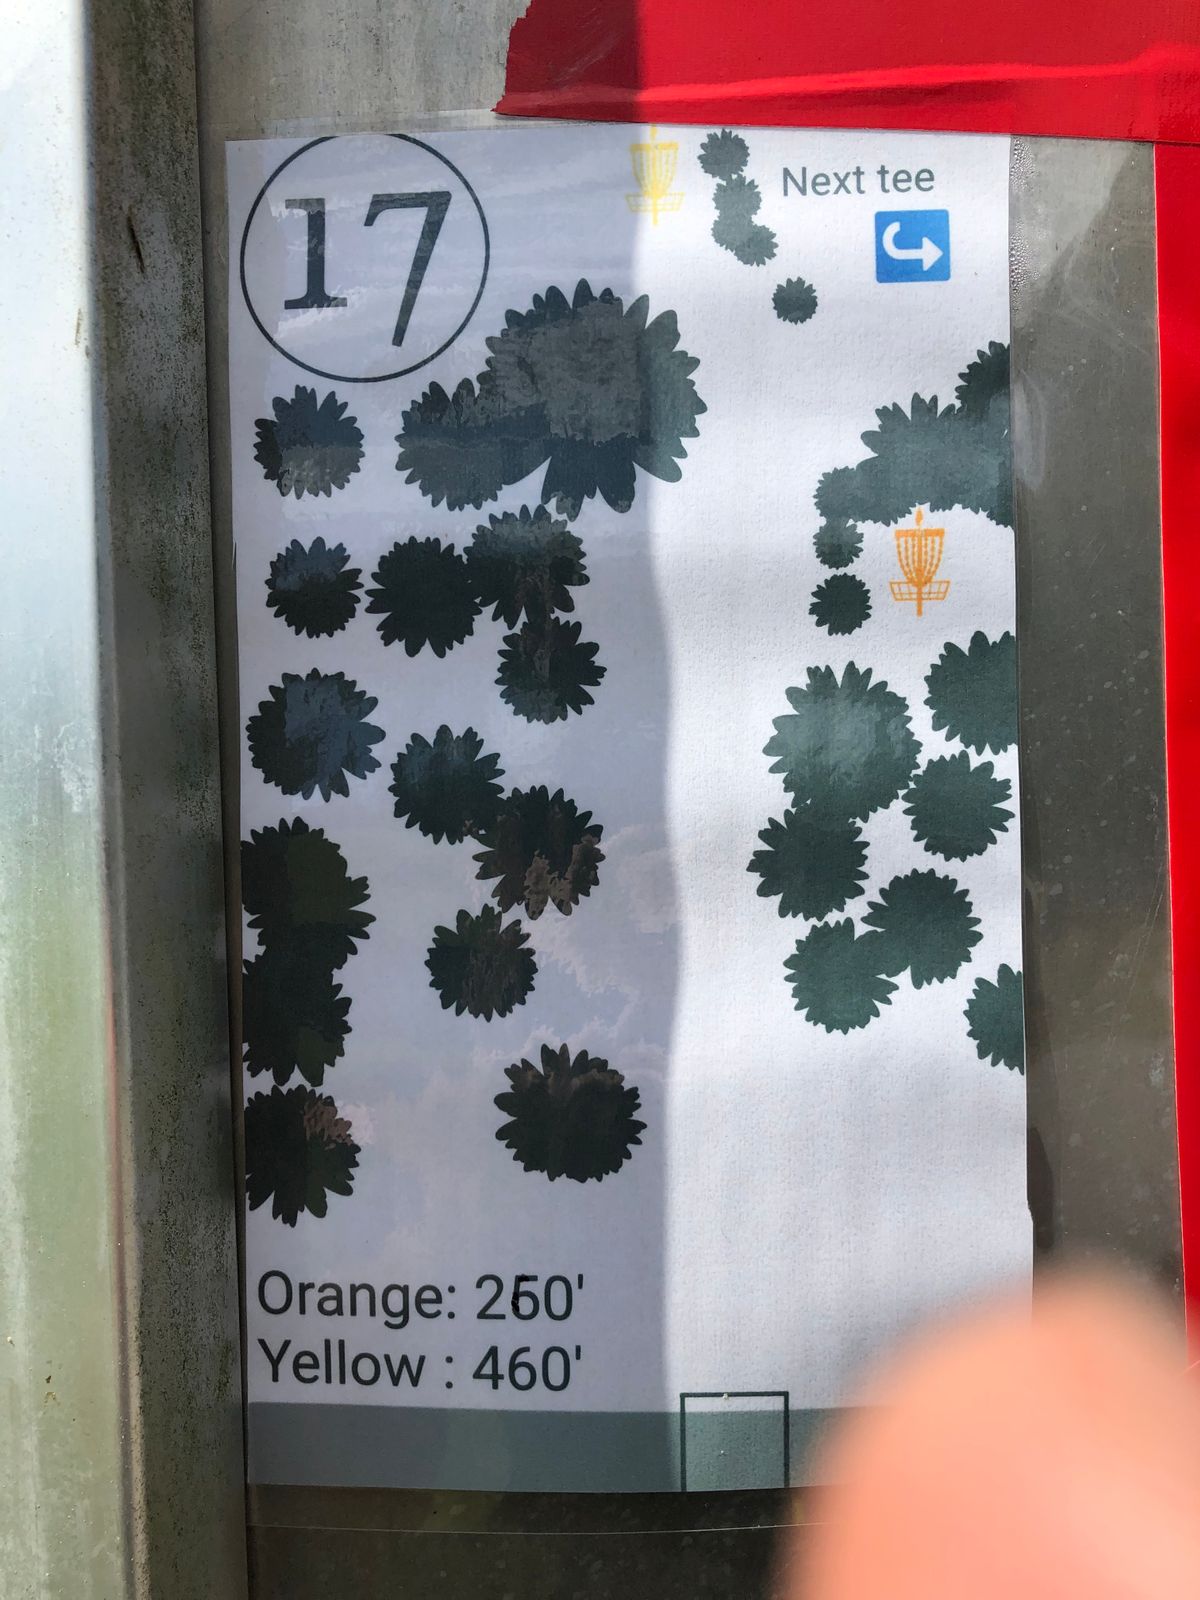 17
Next tee
Orange: 250'
Yellow : 460'